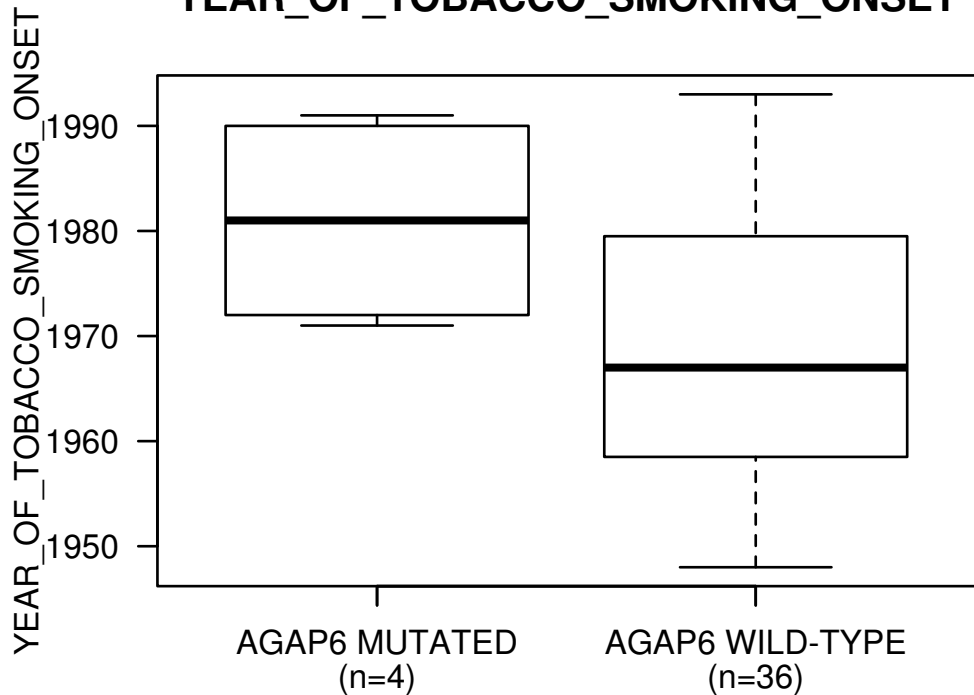 YEAR_OF_TOBACCO_SMOKING_ONSET
YEAR_OF_TOBACCO_SMOKING_ONSET
1990
1980
1970
1960
1950
AGAP6 MUTATED
(n=4)
AGAP6 WILD-TYPE
(n=36)